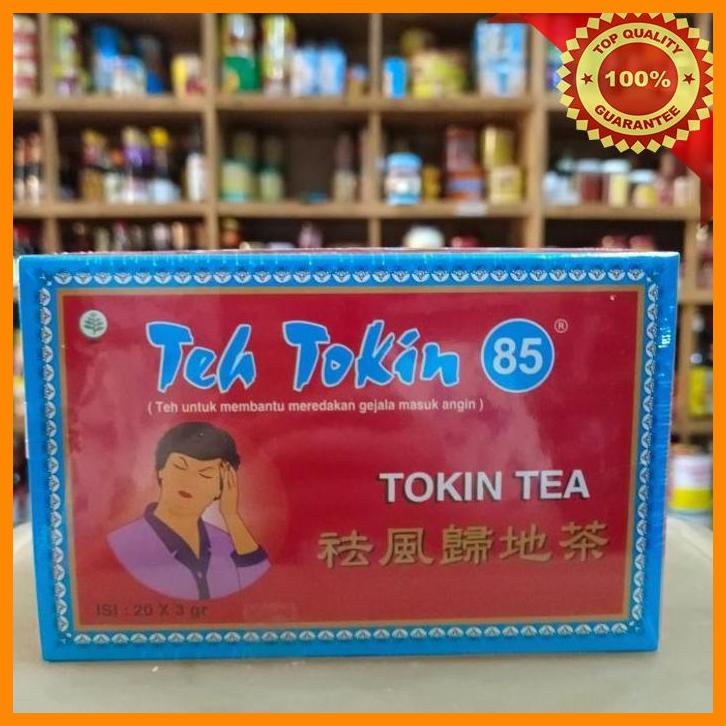 TOP QUALITY
100%
GUARANTEE
Teh Tokin 85 ®
( Teh untuk membantu meredakan gejala masuk angin )
TOKIN TEA
祛風歸地茶
ISI : 20 X 3 gr